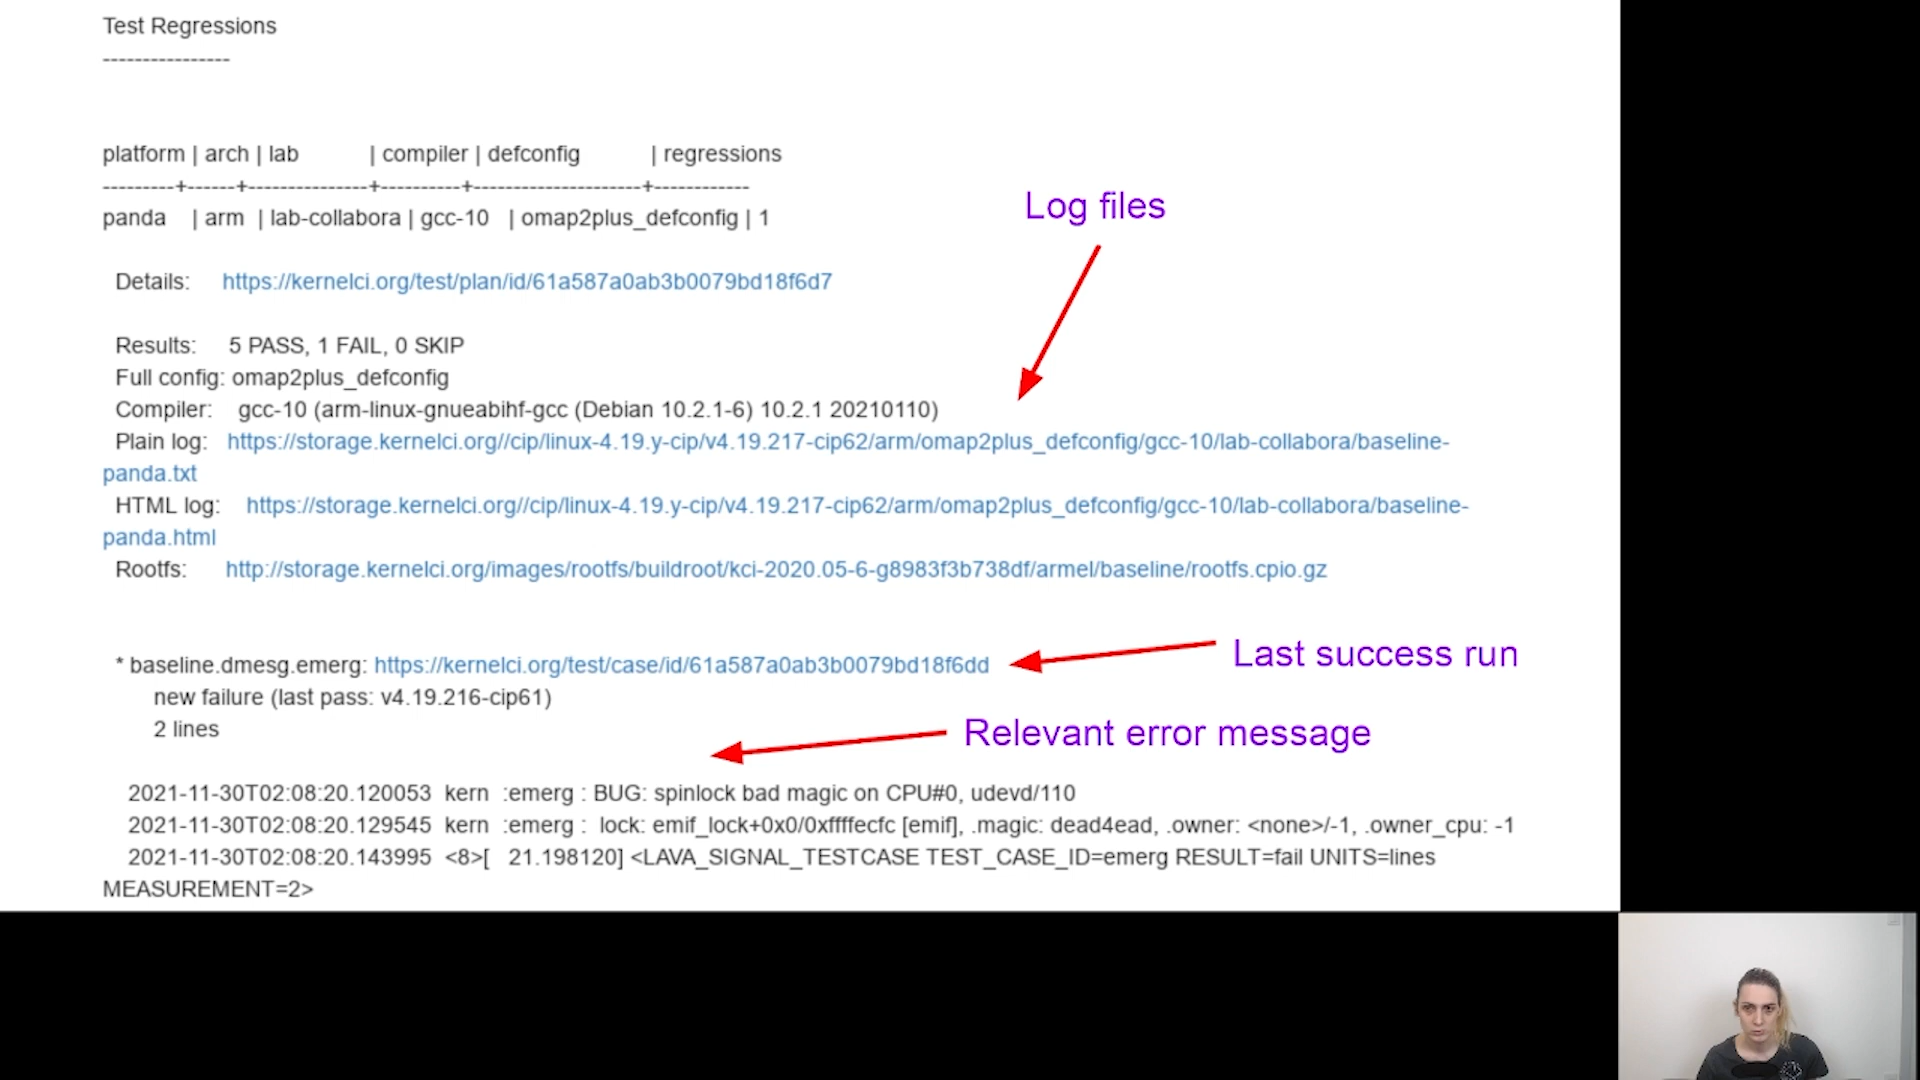 Test Regressions
----------------
platform | arch | lab | compiler | defconfig | regressions
---------+------+---------------+----------+---------------------+------------
panda | arm | lab-collabora | gcc-10 | omap2plus_defconfig | 1
Log files
Details: https://kernelci.org/test/plan/id/61a587a0ab3b0079bd18f6d7
Results: 5 PASS, 1 FAIL, 0 SKIP
Full config: omap2plus_defconfig
Compiler: gcc-10 (arm-linux-gnueabihf-gcc (Debian 10.2.1-6) 10.2.1 20210110)
Plain log: https://storage.kernelci.org//cip/linux-4.19.y-cip/v4.19.217-cip62/arm/omap2plus_defconfig/gcc-10/lab-collabora/baseline-
panda.txt
HTML log: https://storage.kernelci.org//cip/linux-4.19.y-cip/v4.19.217-cip62/arm/omap2plus_defconfig/gcc-10/lab-collabora/baseline-
panda.html
Rootfs: http://storage.kernelci.org/images/rootfs/buildroot/kci-2020.05-6-g8983f3b738df/armel/baseline/rootfs.cpio.gz
* baseline.dmesg.emerg: https://kernelci.org/test/case/id/61a587a0ab3b0079bd18f6dd
Last success run
new failure (last pass: v4.19.216-cip61)
2 lines
Relevant error message
2021-11-30T02:08:20.120053 kern :emerg : BUG: spinlock bad magic on CPU#0, udevd/110
2021-11-30T02:08:20.129545 kern :emerg : lock: emif_lock+0x0/0xffffecfc [emif], .magic: dead4ead, .owner: <none>/-1, .owner_cpu: -1
2021-11-30T02:08:20.143995 <8>[ 21.198120] <LAVA_SIGNAL_TESTCASE TEST_CASE_ID=emerg RESULT=fail UNITS=lines
MEASUREMENT=2>